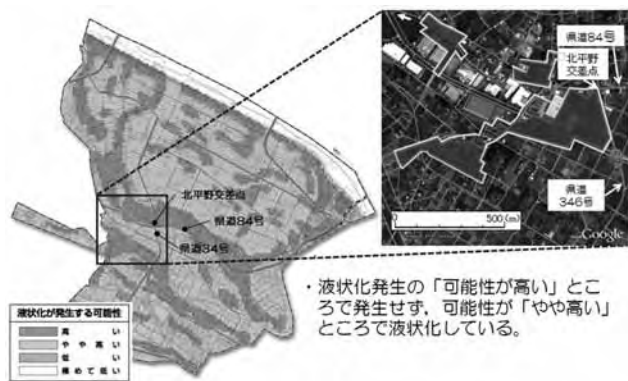 県道84号
北平野
交差点
県道
346号
0 500(m)
Google
北平野交差点
県道84号
県道34号
・液状化発生の「可能性が高い」とこ
ろで発生せず，可能性が「やや高い」
ところで液状化している。
液状化が発生する可能性
高い
やや高い
低い
極めて低い